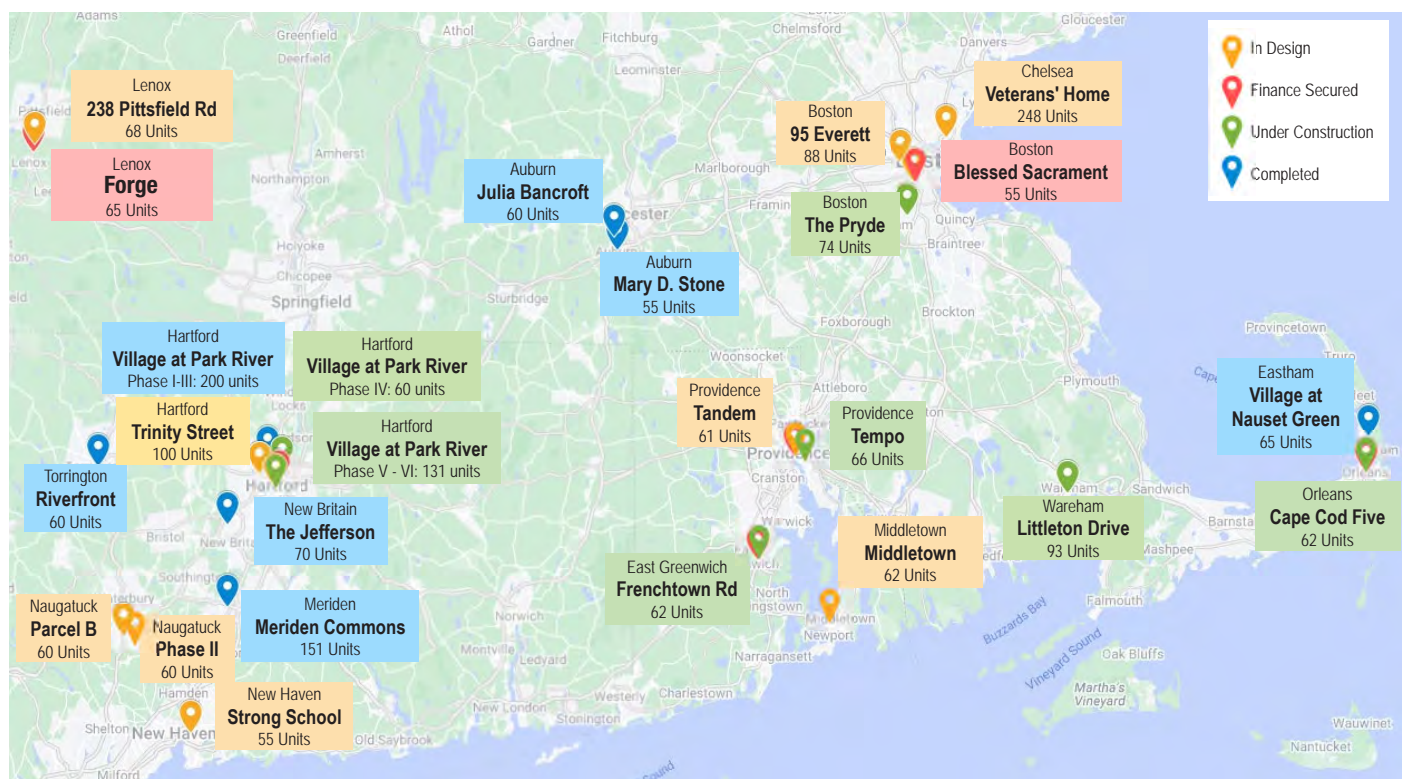 Adams
Greenfield
Athol
Gardner
Fitchburg
Chelmsford
Gloucester
Danvers
Deerfield
Leominster
In Design
Finance Secured
Under Construction
Completed
Lenox
238 Pittsfield Rd
68 Units
Lenox
Forge
65 Units
Lenox
Amherst
Northampton
Chelsea
Veterans' Home
248 Units
Boston
95 Everett
88 Units
Boston
Blessed Sacrament
55 Units
Boston
The Pryde
74 Units
Marlborough
Quincy
Braintree
Auburn
Julia Bancroft
60 Units
Auburn
Mary D. Stone
55 Units
Holyoke
Chicopee
Springfield
Sturbridge
Brockton
Foxborough
Provincetown
Truro
Woonsocket
Attleboro
Plymouth
Hartford
Village at Park River
Phase I-III: 200 units
Hartford
Village at Park River
Phase IV: 60 units
Hartford
Trinity Street
100 Units
Hartford
Village at Park River
Phase V - VI: 131 units
Hartford
Torrington
Riverfront
60 Units
New Britain
The Jefferson
70 Units
Bristol
Southington
Meriden
Meriden Commons
151 Units
Naugatuck
Parcel B
60 Units
Naugatuck
Phase II
60 Units
Hamden
New Haven
Strong School
55 Units
Shelton
New Haven
Milford
Old Saybrook
Norwich
Montville
Ledyard
New London
Stonington
Westerly
Charlestown
Narragansett
Providence
Tandem
61 Units
Providence
Tempo
66 Units
Providence
Cranston
Warwick
East Greenwich
Frenchtown Rd
62 Units
North
Middletown
Middletown
62 Units
Middletown
Newport
Wareham
Littleton Drive
93 Units
Sandwich
Mashpee
Falmouth
Eastham
Village at
Nauset Green
65 Units
Orleans
Orleans
Cape Cod Five
62 Units
Buzzards Bay
Vineyard Sound
Oak Bluffs
Martha's
Vineyard
Wauwinet
Nantucket
Sound